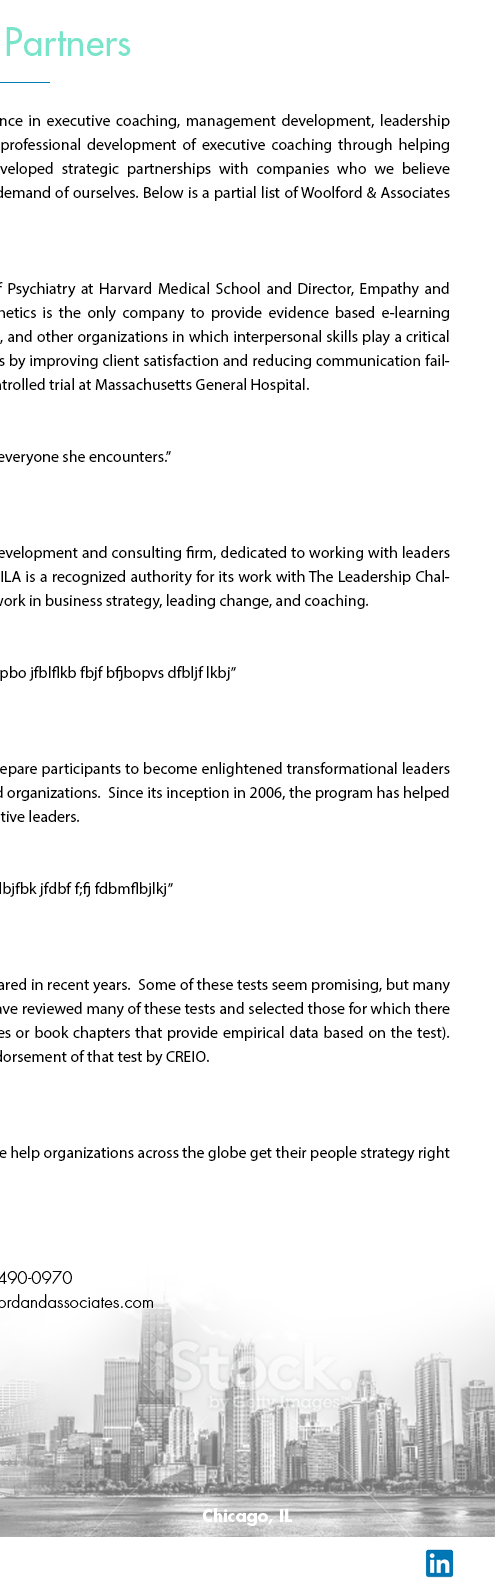 Partners
nce in executive coaching, management development, leadership
professional development of executive coaching through helping
veloped strategic partnerships with companies who we believe
demand of ourselves. Below is a partial list of Woolford & Associates
f Psychiatry at Harvard Medical School and Director, Empathy and
hetics is the only company to provide evidence based e-learning
, and other organizations in which interpersonal skills play a critical
s by improving client satisfaction and reducing communication fail-
ntrolled trial at Massachusetts General Hospital.
everyone she encounters.”
evelopment and consulting firm, dedicated to working with leaders
ILA is a recognized authority for its work with The Leadership Chal-
work in business strategy, leading change, and coaching.
pbo jfblflkb fbjf bfjbopvs dfbljf lkbj”
epare participants to become enlightened transformational leaders
d organizations.  Since its inception in 2006, the program has helped
tive leaders.
lbjfbk jfdbf f;fj fdbmflbjlkj”
ared in recent years.  Some of these tests seem promising, but many
ave reviewed many of these tests and selected those for which there
es or book chapters that provide empirical data based on the test).
dorsement of that test by CREIO.
e help organizations across the globe get their people strategy right
490-0970
ordandassociates.com
iStock.
by Getty Images
Chicago, IL
in